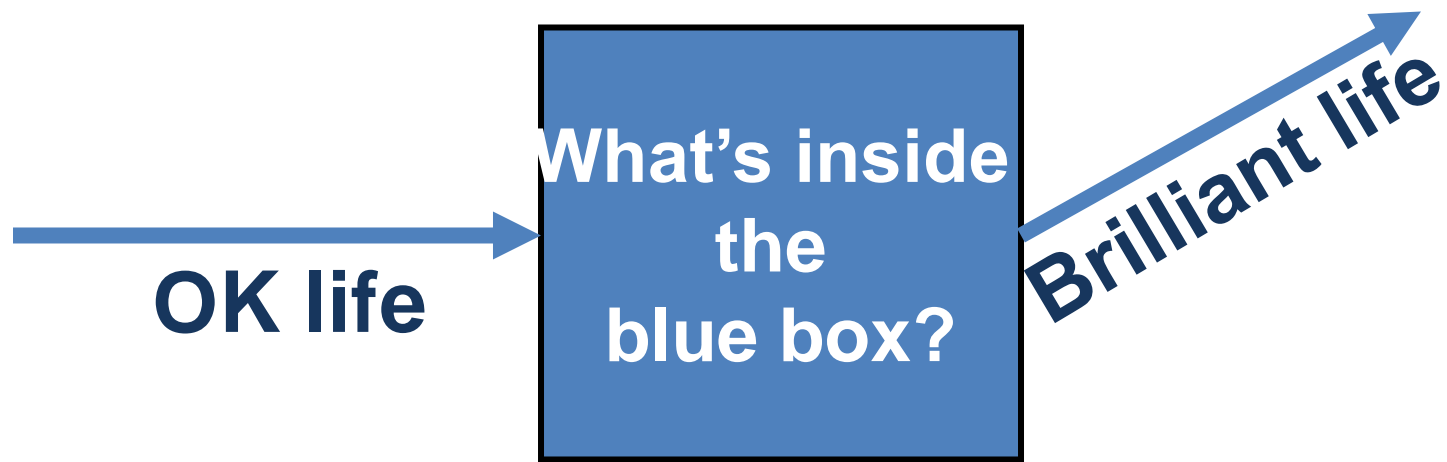 OK life
What’s inside
the
blue box?
Brilliant life